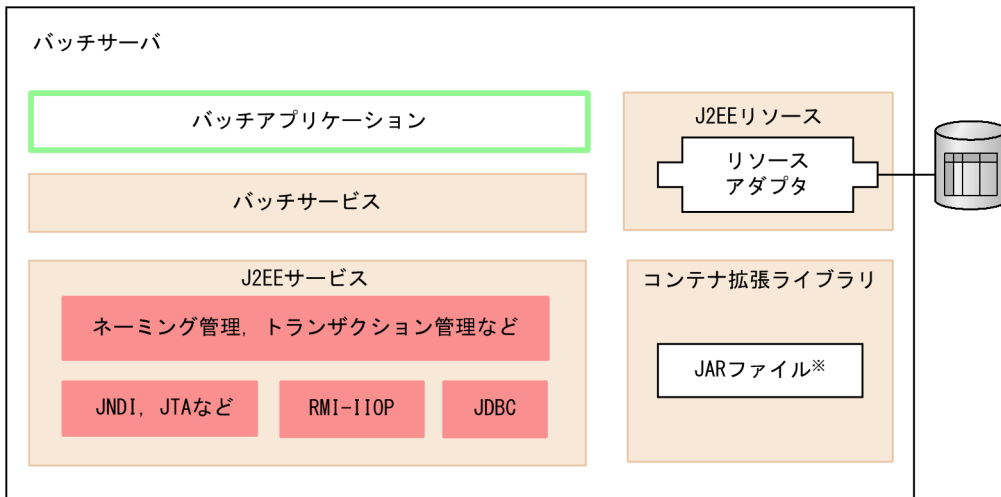 バッチサーバ
バッチアプリケーション
バッチサービス
J2EEサービス
ネーミング管理，トランザクション管理など
JNDI，JTAなど
RMI-IIOP
JDBC
J2EEリソース
リソース
アダプタ
コンテナ拡張ライブラリ
JARファイル※